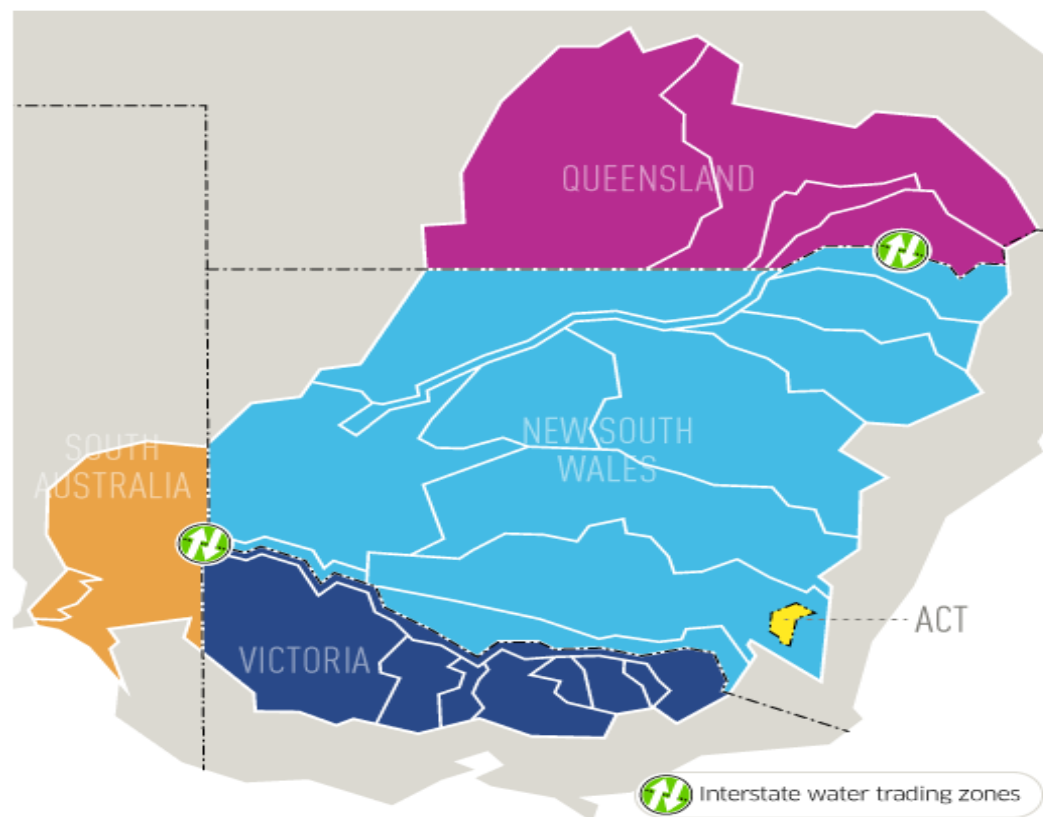 QUEENSLAND
NEW SOUTH
WALES
SOUTH
AUSTRALIA
ACT
VICTORIA
Interstate water trading zones